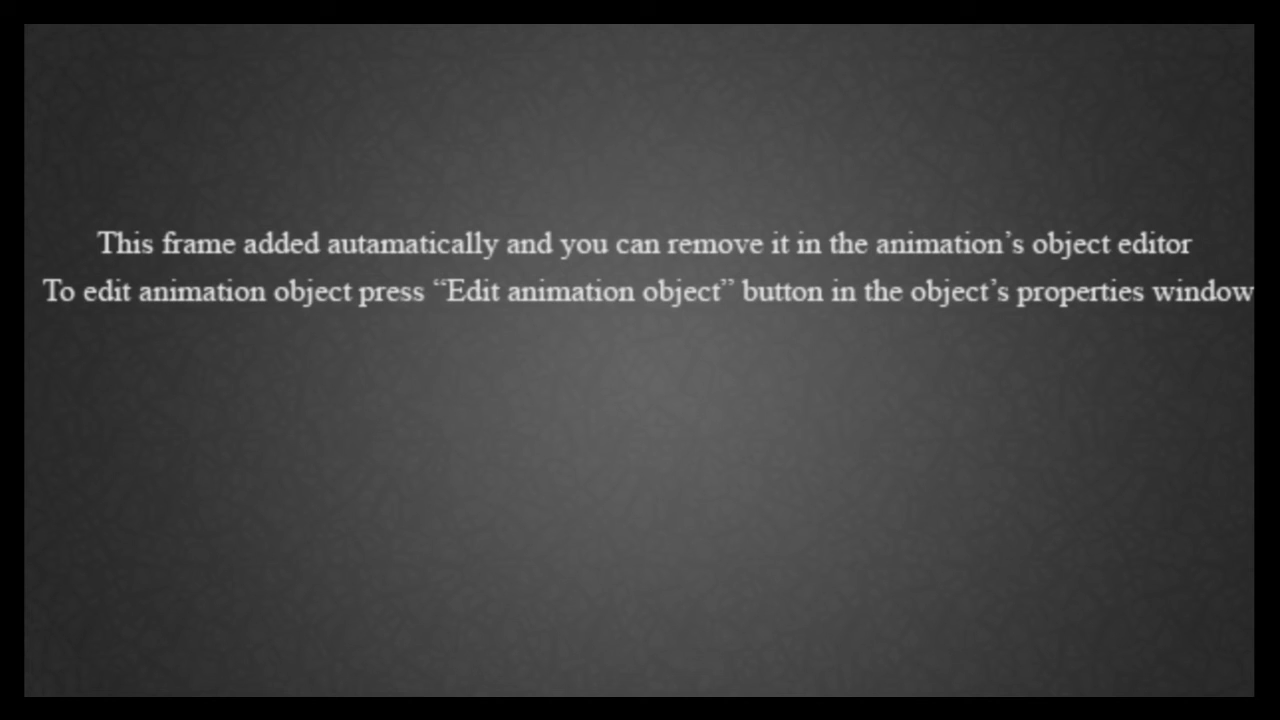 This frame added autamatically and you can remove it in the animation’s object editor
To edit animation object press “Edit animation object” button in the object’s properties window